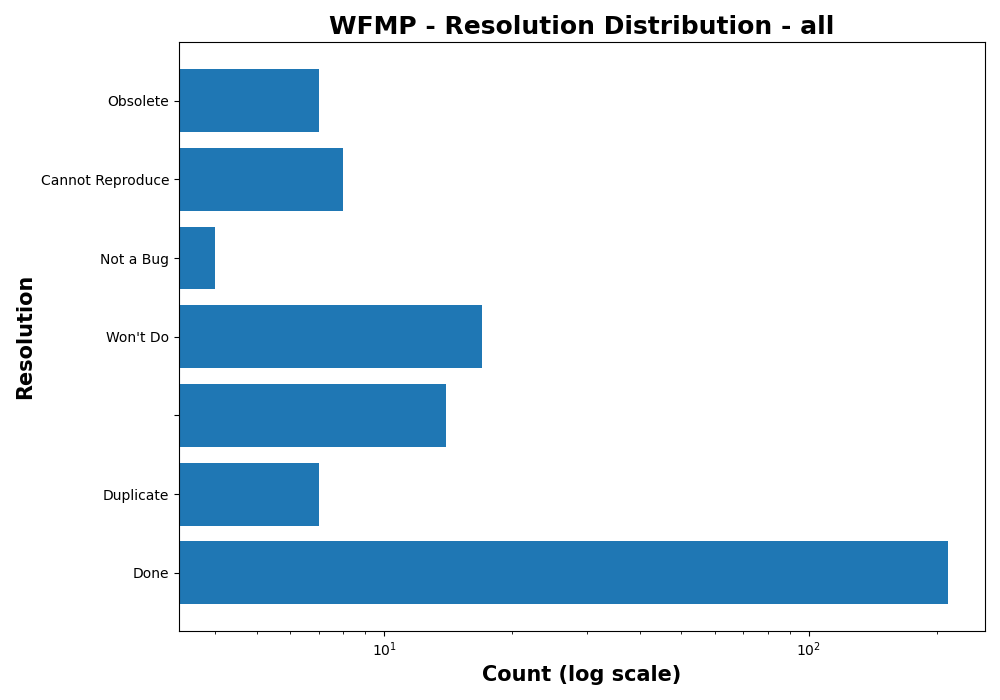 WFMP - Resolution Distribution - all
Obsolete
Cannot Reproduce
Not a Bug
Won't Do
Duplicate
Done
Resolution
10¹
10²
Count (log scale)